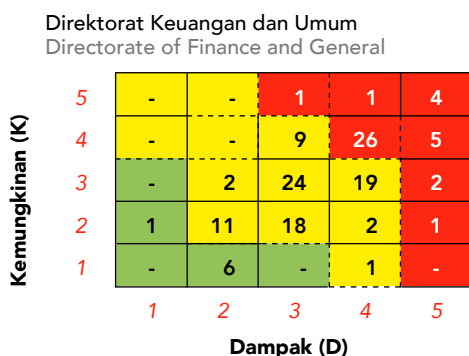 Direktorat Keuangan dan Umum
Directorate of Finance and General
Kemungkinan (K)
5 - - 1 1 4
4 - - 9 26 5
3 - 2 24 19 2
2 1 11 18 2 1
1 - 6 - 1 -
1 2 3 4 5
Dampak (D)